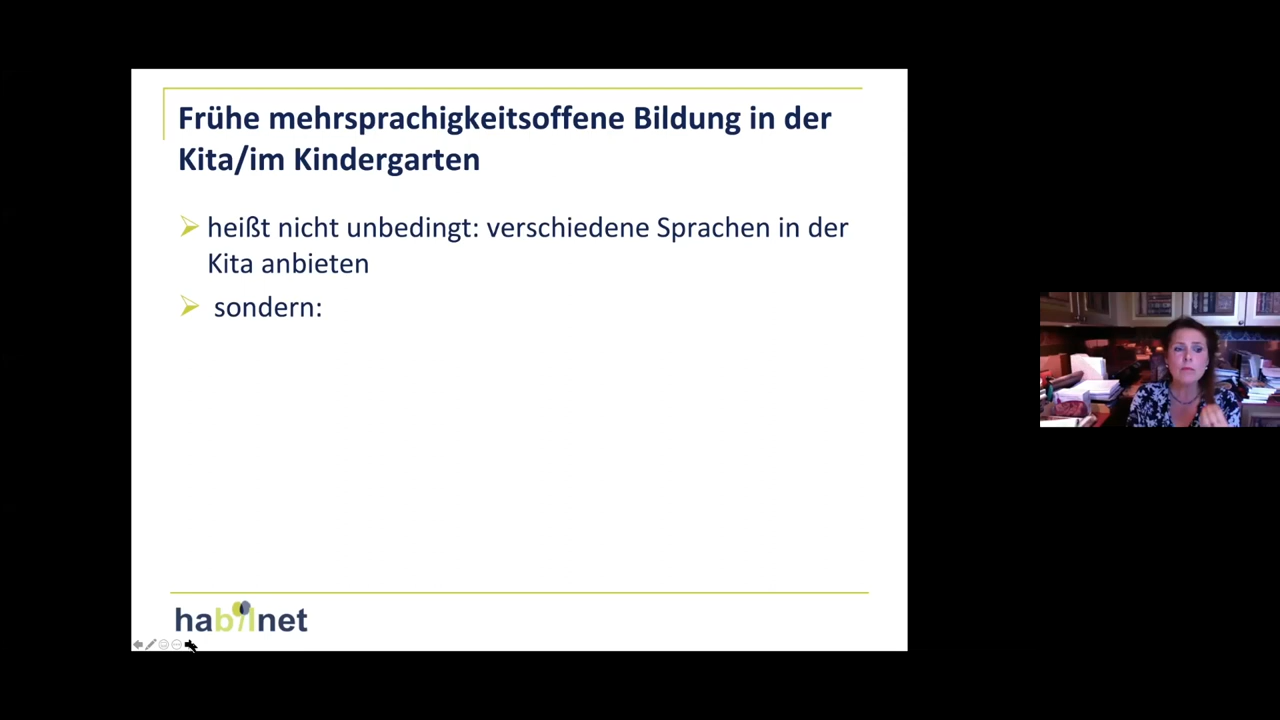 Frühe mehrsprachigkeitsoffene Bildung in der
Kita/im Kindergarten
heißt nicht unbedingt: verschiedene Sprachen in der
Kita anbieten
sondern:
habilnet